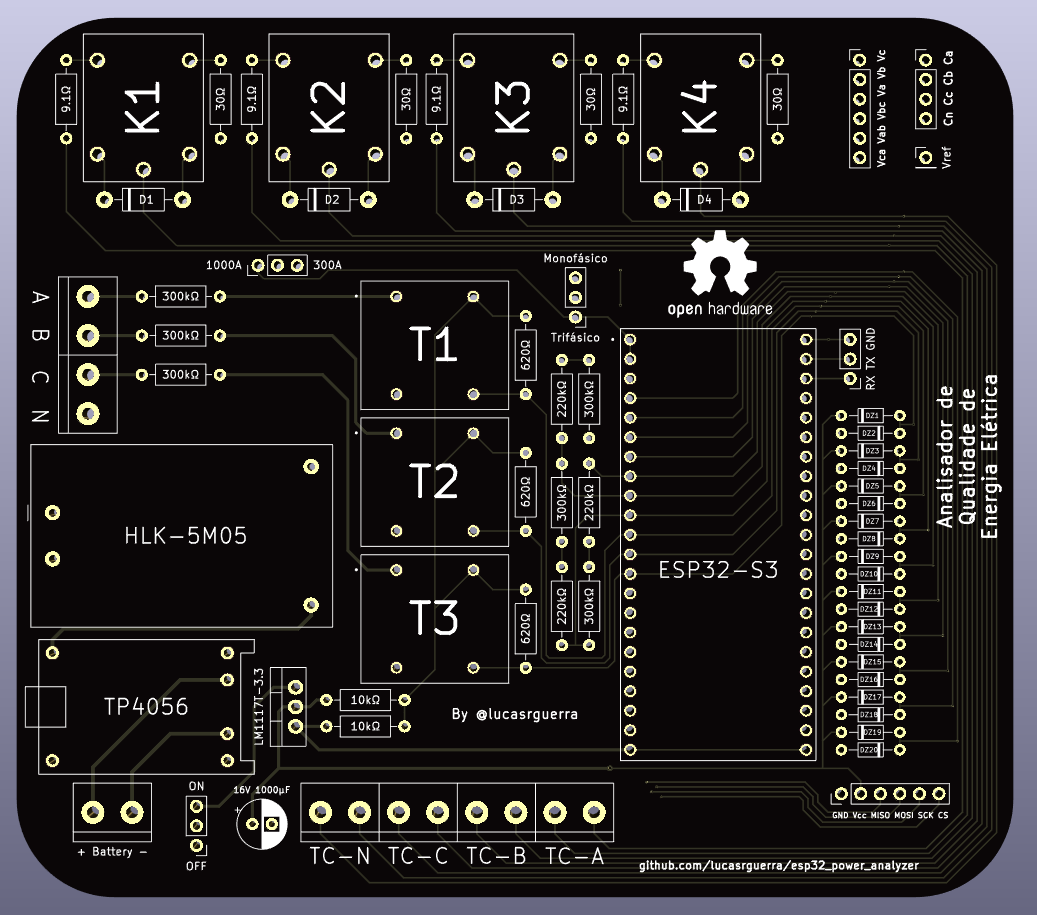 K1
K2
K3
K4
9.1Ω
30Ω
9.1Ω
30Ω
9.1Ω
30Ω
9.1Ω
30Ω
Vca Vab Vbc Va Vb Vc
Cn Cc Cb Ca
Vref
D1
D2
D3
D4
1000A
300A
Monofásico
Trifásico
open hardware
A
B
C
N
300kΩ
300kΩ
300kΩ
T1
T2
T3
620Ω
620Ω
620Ω
220kΩ
300kΩ
300kΩ
220kΩ
220kΩ
300kΩ
ESP32-S3
RX TX GND
DZ1
DZ2
DZ3
DZ4
DZ5
DZ6
DZ7
DZ8
DZ9
DZ10
DZ11
DZ12
DZ13
DZ14
DZ15
DZ16
DZ17
DZ18
DZ19
DZ20
Analisador de
Qualidade de
Energia Elétrica
HLK-5M05
TP4056
LM1117T-3.3
10kΩ
10kΩ
By @lucasrguerra
+ Battery -
ON
OFF
16V 1000µF
+
TC-N
TC-C
TC-B
TC-A
GND Vcc MISO MOSI SCK CS
github.com/lucasrguerra/esp32_power_analyzer